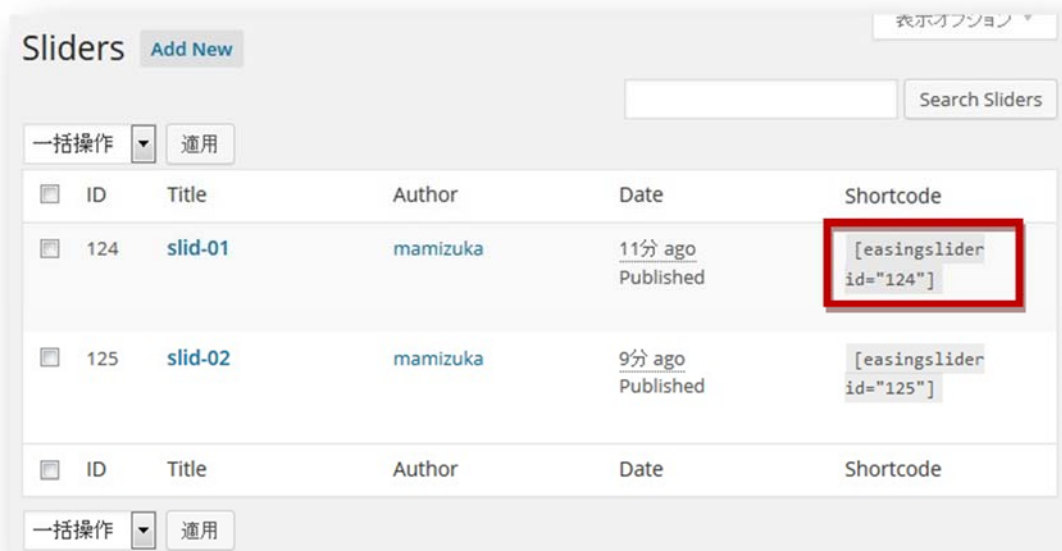 表示オプション ▼
Sliders Add New
Search Sliders
一括操作 適用
ID Title Author Date Shortcode
124 slid-01 mamizuka 11分 ago [easingslider
Published id="124"]
125 slid-02 mamizuka 9分 ago [easingslider
Published id="125"]
ID Title Author Date Shortcode
一括操作 適用